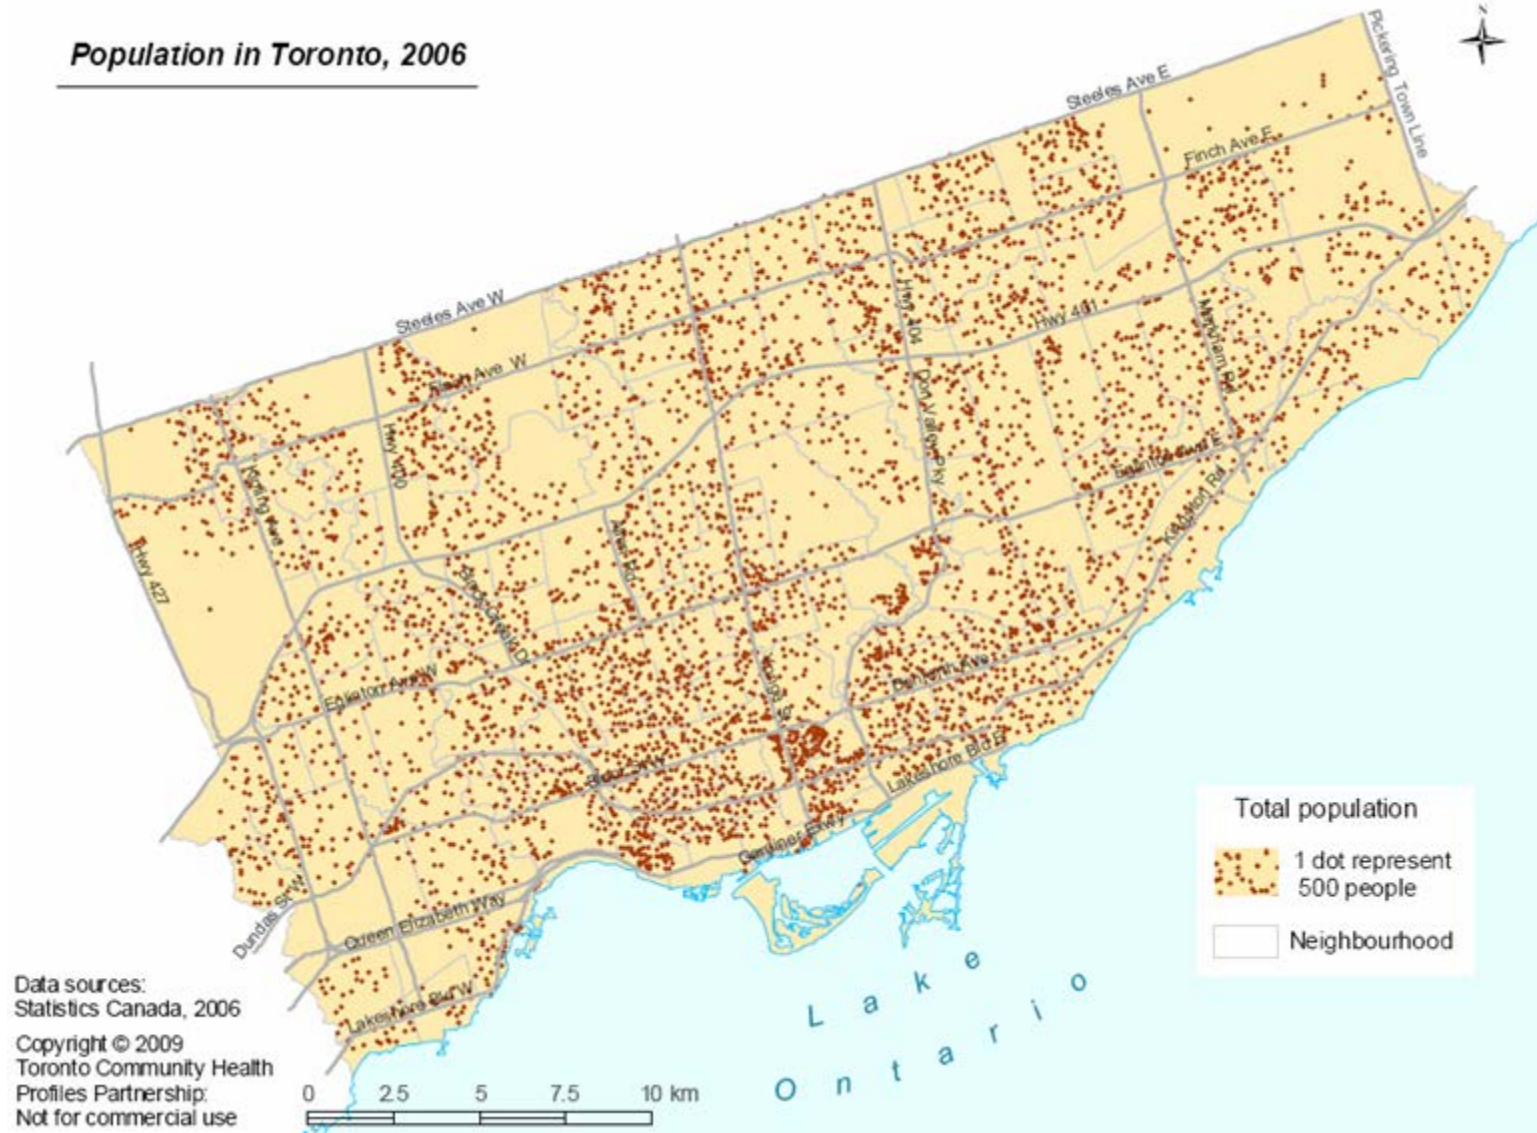 Population in Toronto, 2006
N
Pickering Town Line
Steeles Ave E
Finch Ave E
Steeles Ave W
Hwy 404
Hwy 401
Markham Rd
Finch Ave W
Don Valley Pky
Hwy 400
Kipling Ave
Kingston Rd
Allen Rd
Hwy 427
Black Creek Dr
Eglinton Ave W
Yonge St
Danforth Ave
Bloor St W
Lakeshore Bld E
Gardiner Expwy
Dundas St W
Queen Elizabeth Way
Lakeshore Bld W
Lake
Ontario
Total population
1 dot represent
500 people
Neighbourhood
Data sources:
Statistics Canada, 2006
Copyright © 2009
Toronto Community Health
Profiles Partnership:
Not for commercial use
0 2.5 5 7.5 10 km